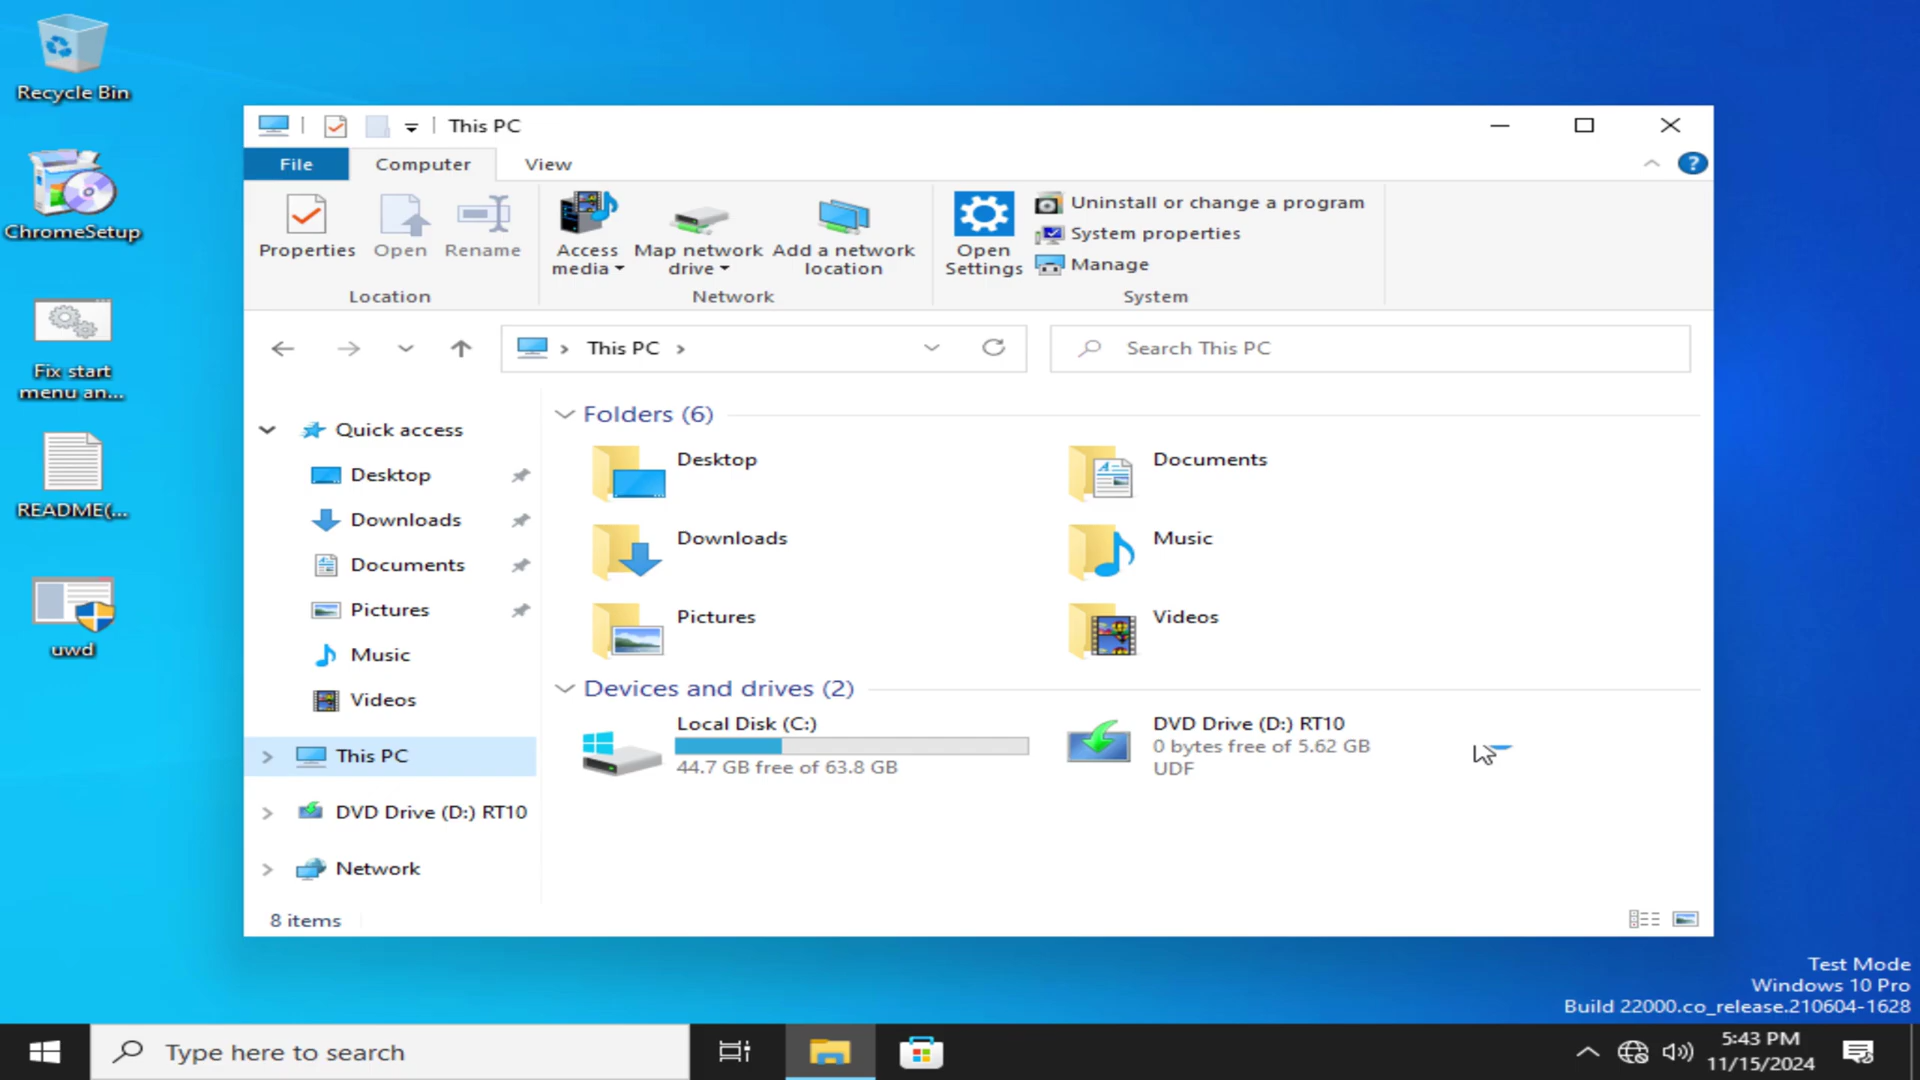 Recycle Bin
ChromeSetup
Fix start
menu an...
README(...
uwd
This PC
File
Computer
View
Properties
Open
Rename
Location
Access
media
Map network
drive
Add a network
location
Network
Open
Settings
Uninstall or change a program
System properties
Manage
System
This PC
Search This PC
Quick access
Desktop
Downloads
Documents
Pictures
Music
Videos
This PC
DVD Drive (D:) RT10
Network
Folders (6)
Desktop
Documents
Downloads
Music
Pictures
Videos
Devices and drives (2)
Local Disk (C:)
44.7 GB free of 63.8 GB
DVD Drive (D:) RT10
0 bytes free of 5.62 GB
UDF
8 items
Test Mode
Windows 10 Pro
Build 22000.co_release.210604-1628
Type here to search
5:43 PM
11/15/2024